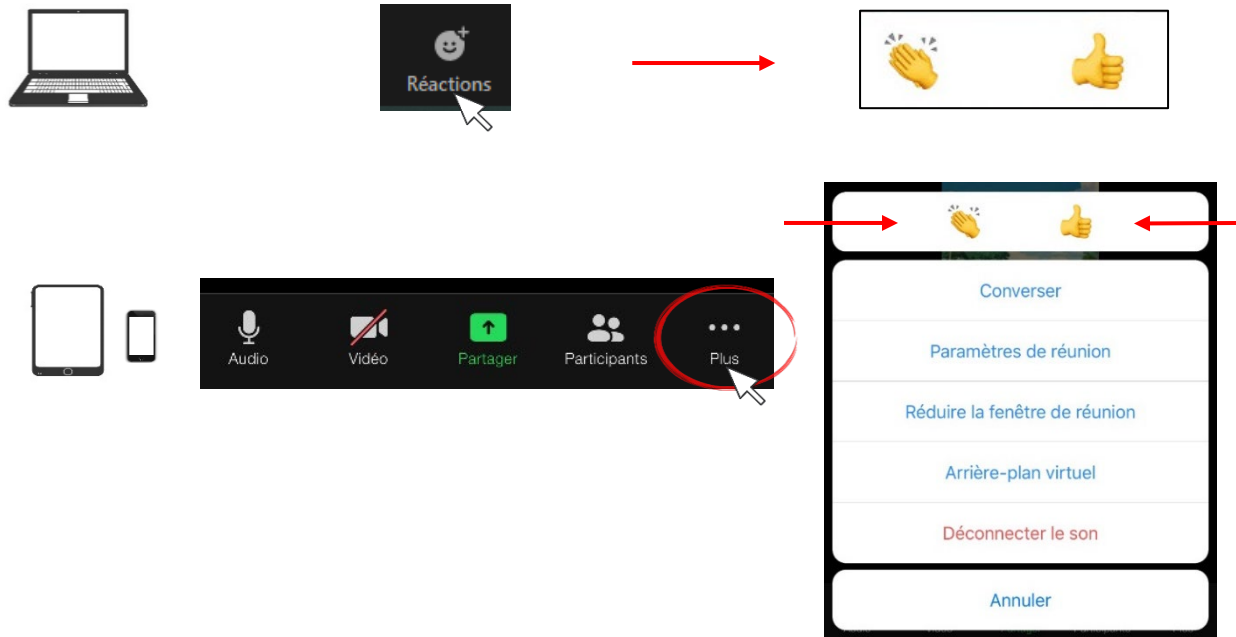 Réactions
Audio
Vidéo
Partager
Participants
Plus
Converser
Paramètres de réunion
Réduire la fenêtre de réunion
Arrière-plan virtuel
Déconnecter le son
Annuler